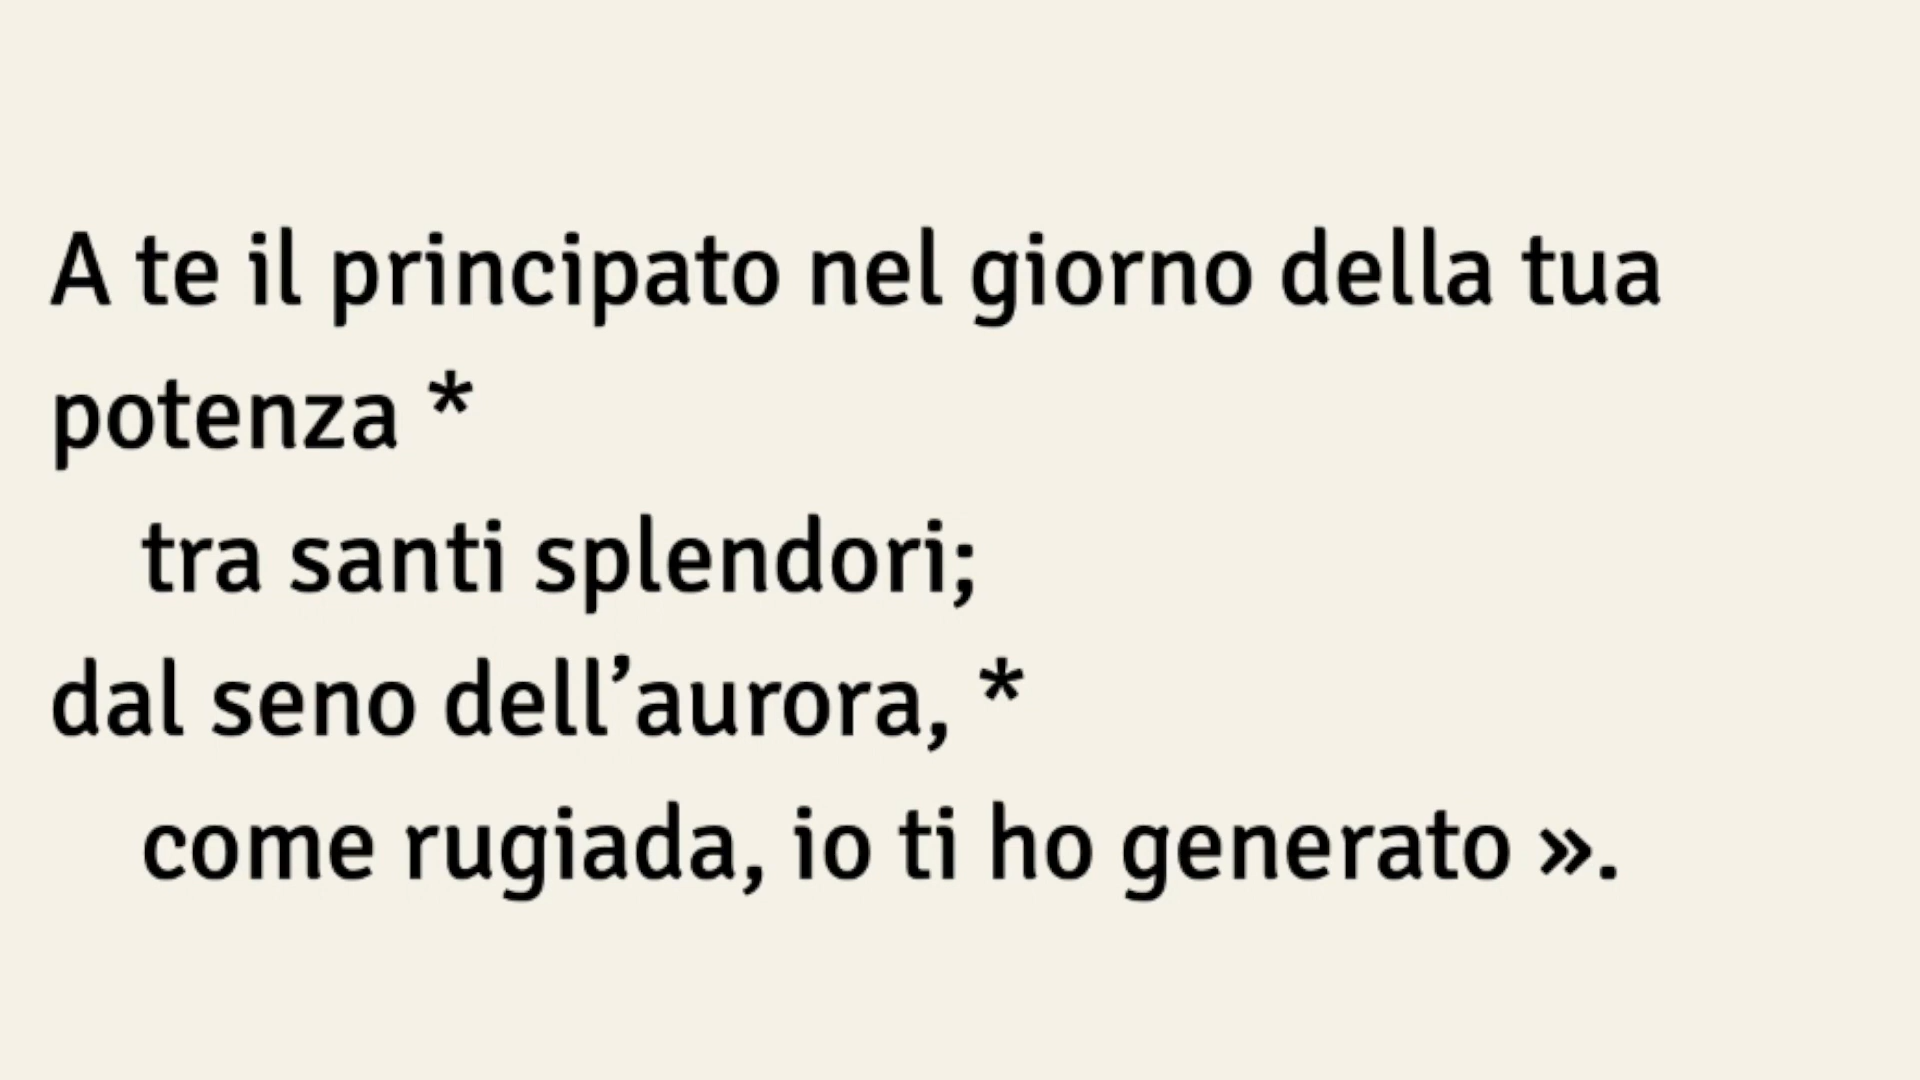 A te il principato nel giorno della tua
potenza *
tra santi splendori;
dal seno dell’aurora, *
come rugiada, io ti ho generato ».